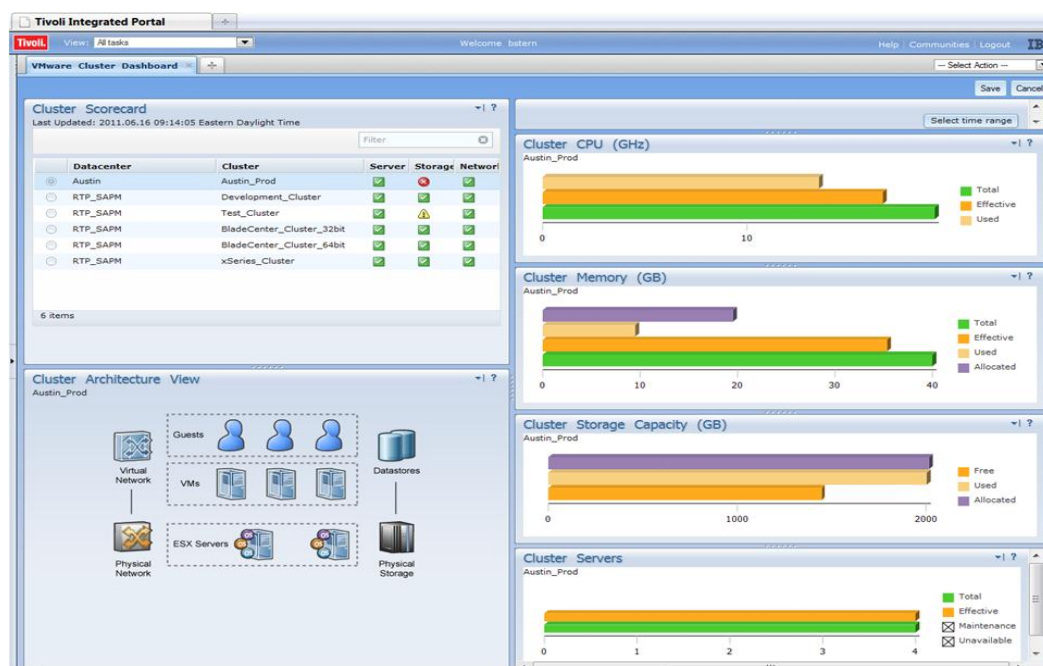 Tivoli Integrated Portal
Tivoli. View: All tasks Welcome bstern Help Communities Logout IB
VMware Cluster Dashboard -- Select Action --
Save Cancel
Cluster Scorecard
Last Updated: 2011.06.16 09:14:05 Eastern Daylight Time
Filter
Datacenter Cluster Server Storage Networ
Austin Austin_Prod
RTP_SAPM Development_Cluster
RTP_SAPM Test_Cluster
RTP_SAPM BladeCenter_Cluster_32bit
RTP_SAPM BladeCenter_Cluster_64bit
RTP_SAPM xSeries_Cluster
6 items
Cluster Architecture View
Austin_Prod
Guests
Virtual Network
VMs
Datastores
ESX Servers
Physical Network
Physical Storage
Select time range
Cluster CPU (GHz)
Austin_Prod
Total
Effective
Used
0 10
Cluster Memory (GB)
Austin_Prod
Total
Effective
Used
Allocated
0 10 20 30 40
Cluster Storage Capacity (GB)
Austin_Prod
Free
Used
Allocated
0 1000 2000
Cluster Servers
Austin_Prod
Total
Effective
Maintenance
Unavailable
0 1 2 3 4